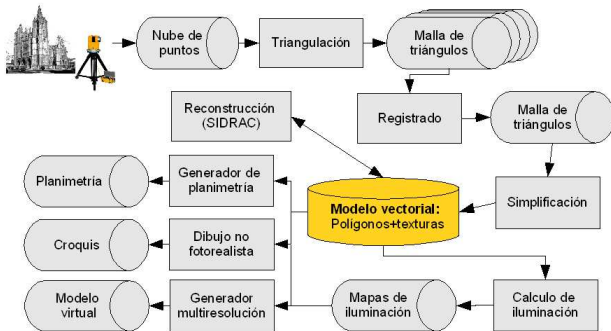 Nube de
puntos
Triangulación
Malla de
triángulos
Reconstrucción
(SIDRAC)
Registrado
Malla de
triángulos
Planimetría
Generador de
planimetría
Modelo vectorial:
Polígonos+texturas
Simplificación
Croquis
Dibujo no
fotorealista
Modelo
virtual
Generador
multiresolución
Mapas de
iluminación
Calculo de
iluminación